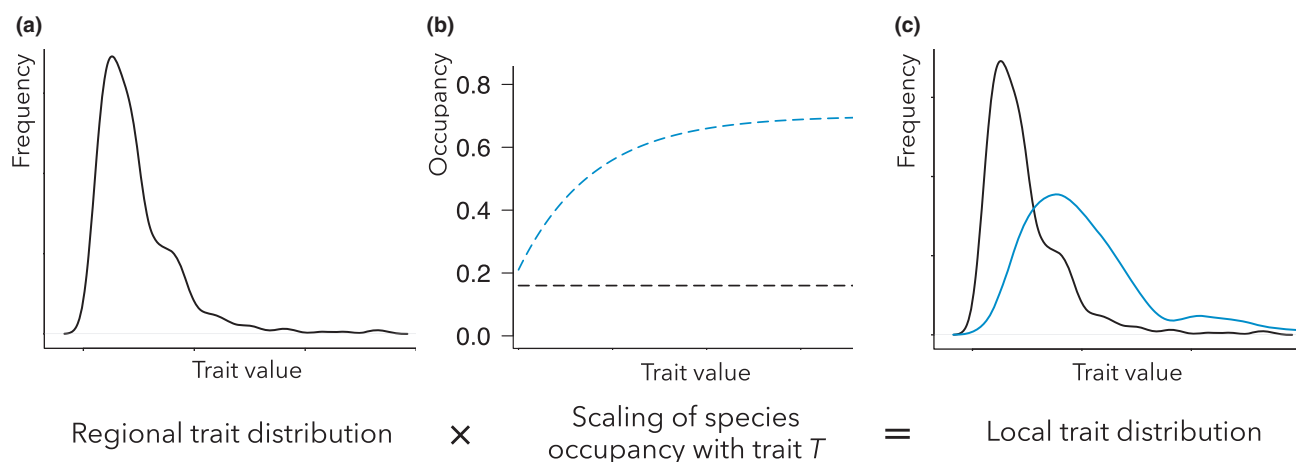 (a)
Frequency
Trait value
(b)
Occupancy
0.8
0.6
0.4
0.2
0.0
Trait value
(c)
Frequency
Trait value
Regional trait distribution
×
Scaling of species
occupancy with trait T
=
Local trait distribution